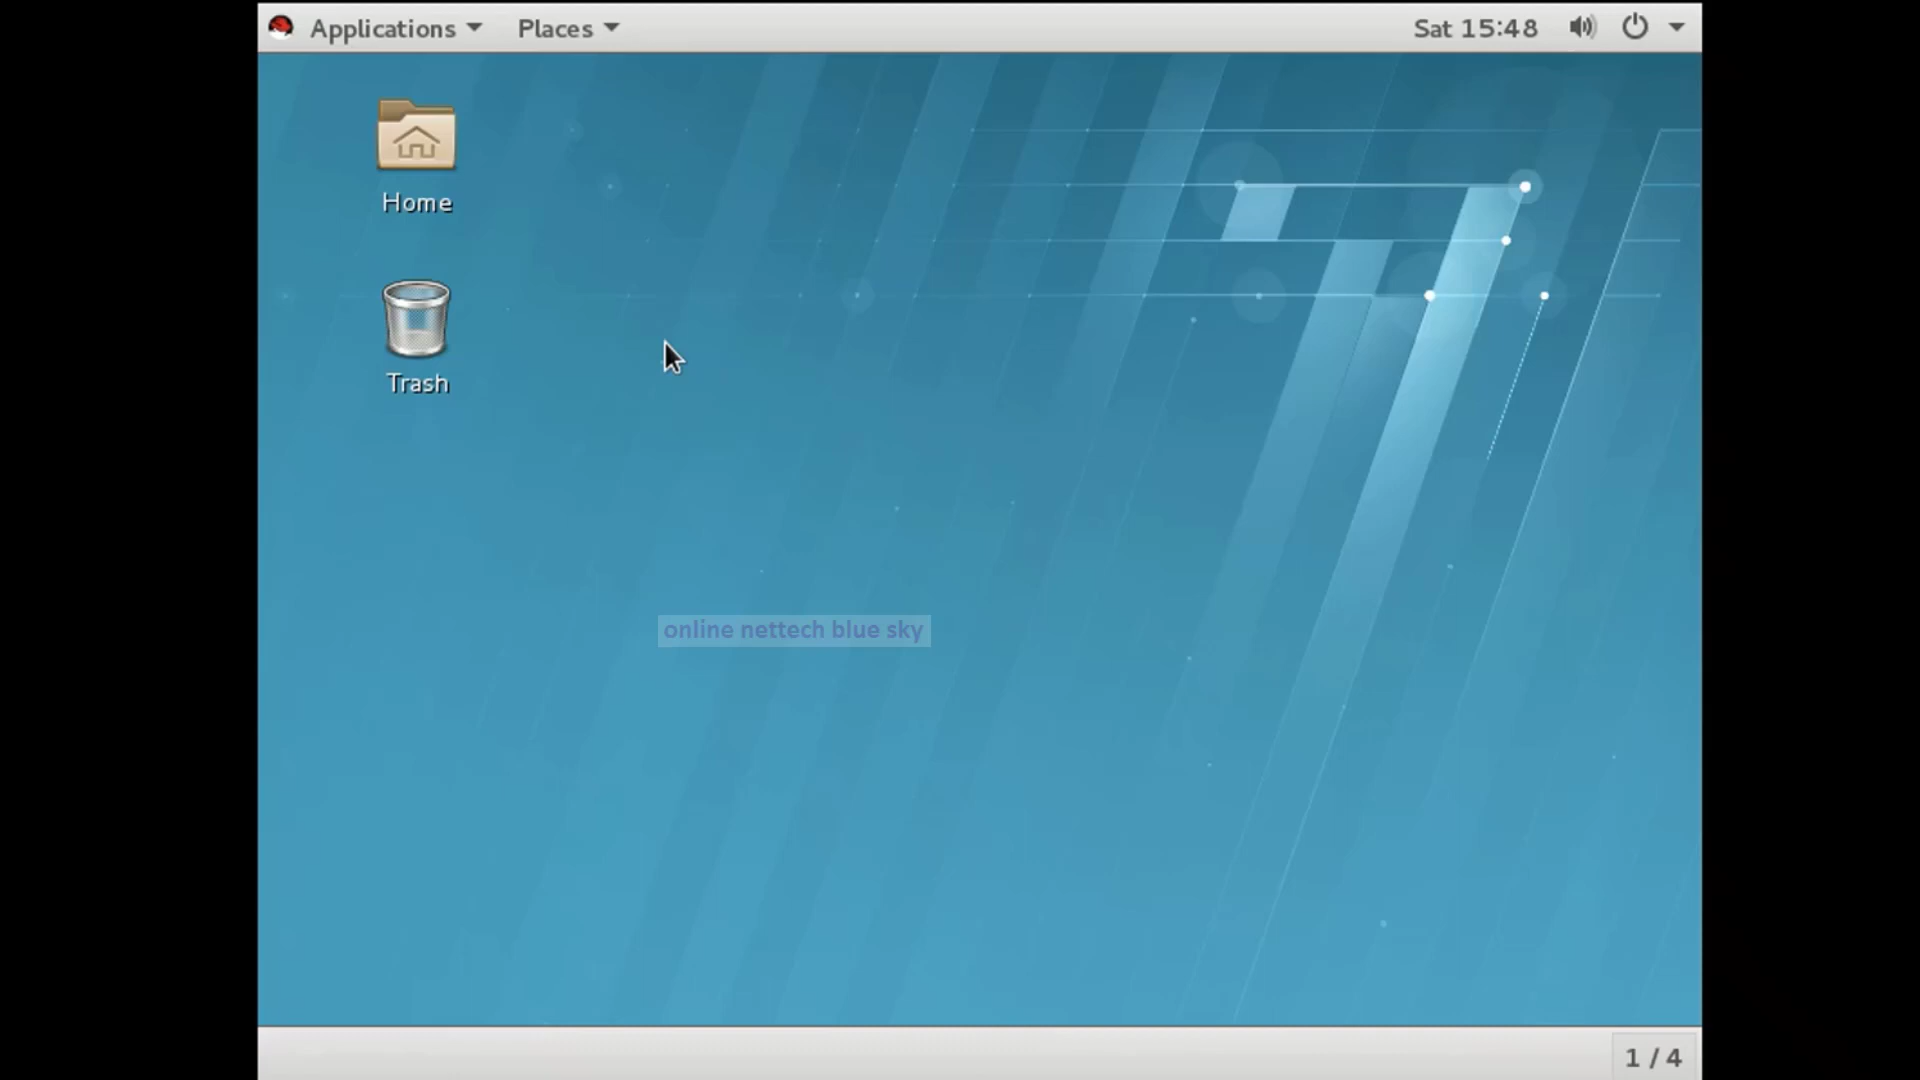 Applications Places Sat 15:48
Home
Trash
online nettech blue sky
1 / 4